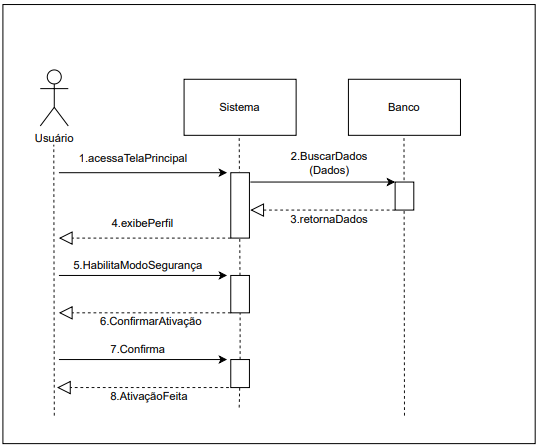 Sistema
Banco
Usuário
1.acessaTelaPrincipal
2.BuscarDados
(Dados)
3.retornaDados
4.exibePerfil
5.HabilitaModoSegurança
6.ConfirmarAtivação
7.Confirma
8.AtivaçãoFeita